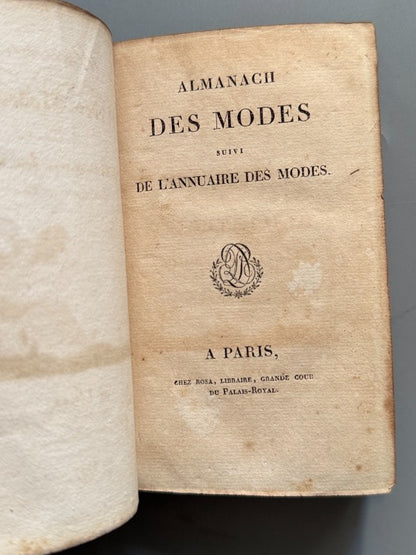 ALMANACH
DES MODES
SUIVI
DE L'ANNUAIRE DES MODES.
A PARIS,
CHEZ ROSA, LIBRAIRE, GRANDE COUR
DU PALAIS-ROYAL.